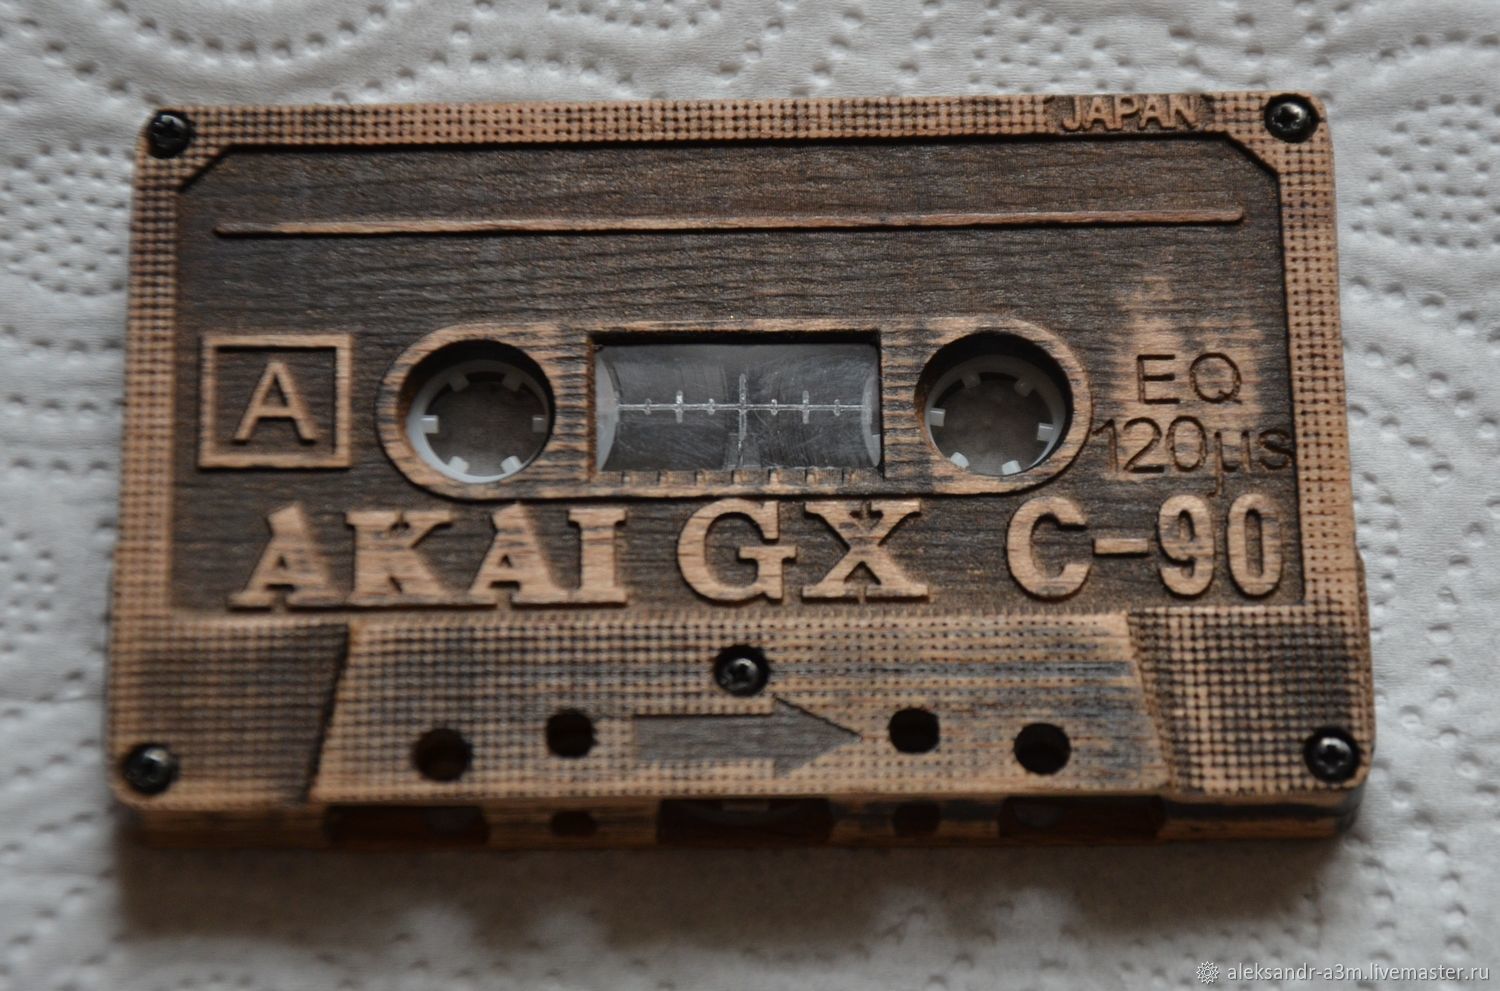 JAPAN
A
EQ
120µs
AKAI GX C-90
aleksandr-a3m.livemaster.ru